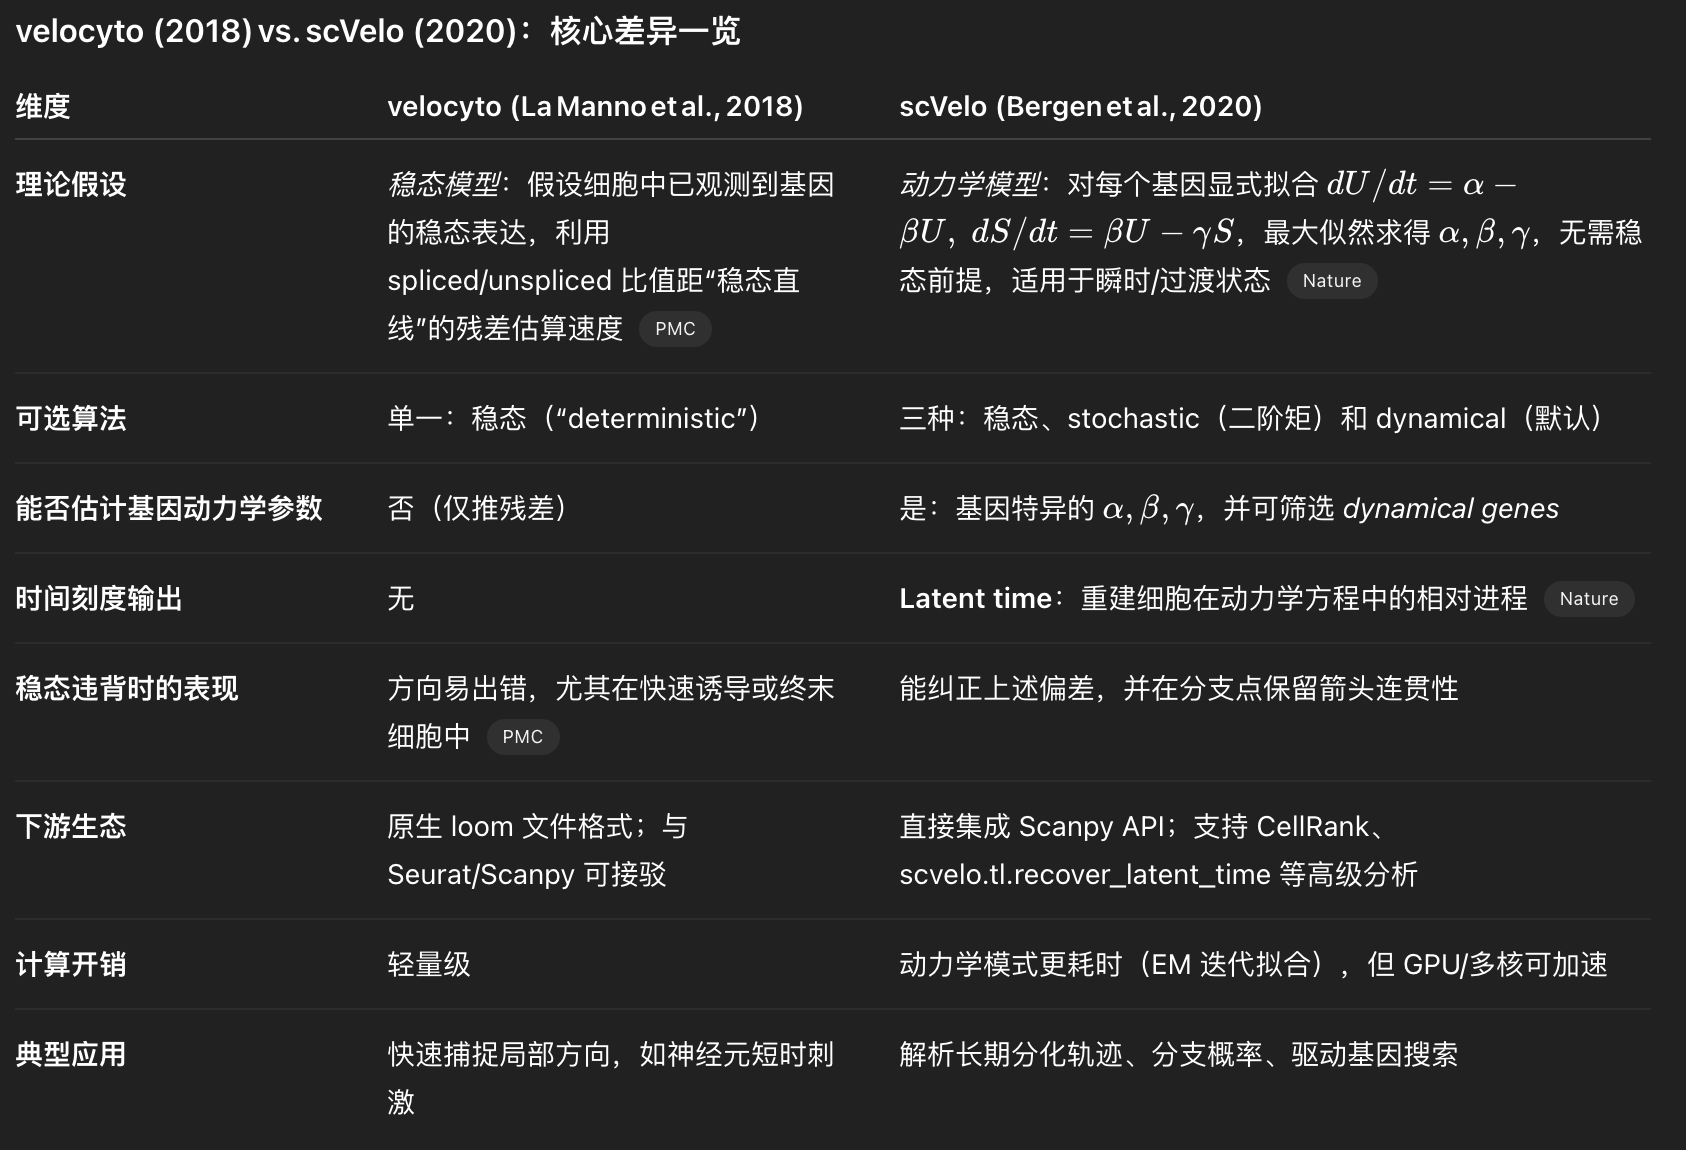 velocyto (2018) vs. scVelo (2020)：核心差异一览
维度
velocyto (La Manno et al., 2018)
scVelo (Bergen et al., 2020)
理论假设
稳态模型：假设细胞中已观测到基因
的稳态表达，利用
spliced/unspliced 比值距“稳态直
线”的残差估算速度 PMC
动力学模型：对每个基因显式拟合 dU/dt = α −
βU, dS/dt = βU − γS，最大似然求得 α, β, γ，无需稳
态前提，适用于瞬时/过渡状态 Nature
可选算法
单一：稳态（“deterministic”）
三种：稳态、stochastic（二阶矩）和 dynamical（默认）
能否估计基因动力学参数
否（仅推残差）
是：基因特异的 α, β, γ，并可筛选 dynamical genes
时间刻度输出
无
Latent time：重建细胞在动力学方程中的相对进程 Nature
稳态违背时的表现
方向易出错，尤其在快速诱导或终末
细胞中 PMC
能纠正上述偏差，并在分支点保留箭头连贯性
下游生态
原生 loom 文件格式；与
Seurat/Scanpy 可接驳
直接集成 Scanpy API；支持 CellRank、
scvelo.tl.recover_latent_time 等高级分析
计算开销
轻量级
动力学模式更耗时（EM 迭代拟合），但 GPU/多核可加速
典型应用
快速捕捉局部方向，如神经元短时刺
激
解析长期分化轨迹、分支概率、驱动基因搜索